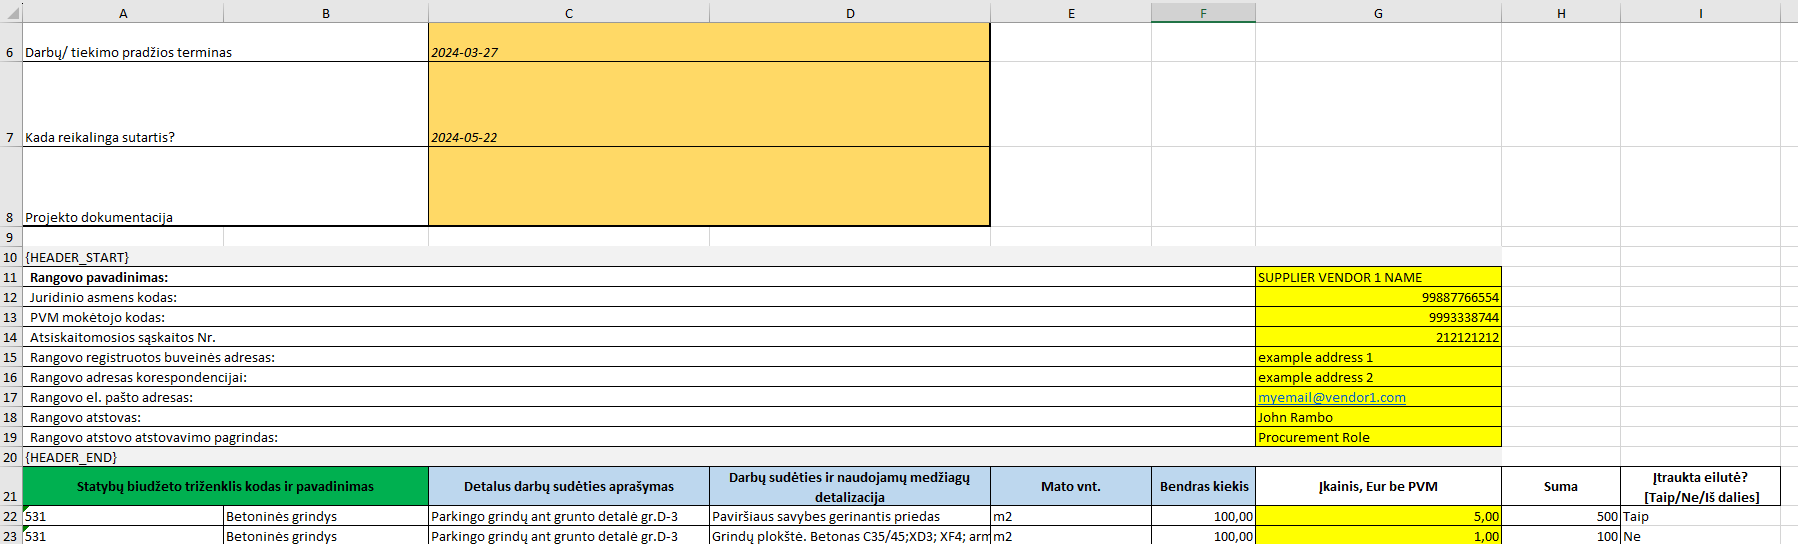 A B C D E F G H I
6 Darbų/ tiekimo pradžios terminas 2024-03-27
7 Kada reikalinga sutartis? 2024-05-22
8 Projekto dokumentacija
9
10 {HEADER_START}
11 Rangovo pavadinimas: SUPPLIER VENDOR 1 NAME
12 Juridinio asmens kodas: 99887766554
13 PVM mokėtojo kodas: 9993338744
14 Atsiskaitomosios sąskaitos Nr. 212121212
15 Rangovo registruotos buveinės adresas: example address 1
16 Rangovo adresas korespondencijai: example address 2
17 Rangovo el. pašto adresas: myemail@vendor1.com
18 Rangovo atstovas: John Rambo
19 Rangovo atstovo atstovavimo pagrindas: Procurement Role
20 {HEADER_END}
21 Statybų biudžeto triženklis kodas ir pavadinimas Detalus darbų sudėties aprašymas Darbų sudėties ir naudojamų medžiagų detalizacija Mato vnt. Bendras kiekis Įkainis, Eur be PVM Suma Įtraukta eilutė? [Taip/Ne/Iš dalies]
22 531 Betoninės grindys Parkingo grindų ant grunto detalė gr.D-3 Paviršiaus savybes gerinantis priedas m2 100,00 5,00 500 Taip
23 531 Betoninės grindys Parkingo grindų ant grunto detalė gr.D-3 Grindų plokštė. Betonas C35/45;XD3; XF4; arm m2 100,00 1,00 100 Ne